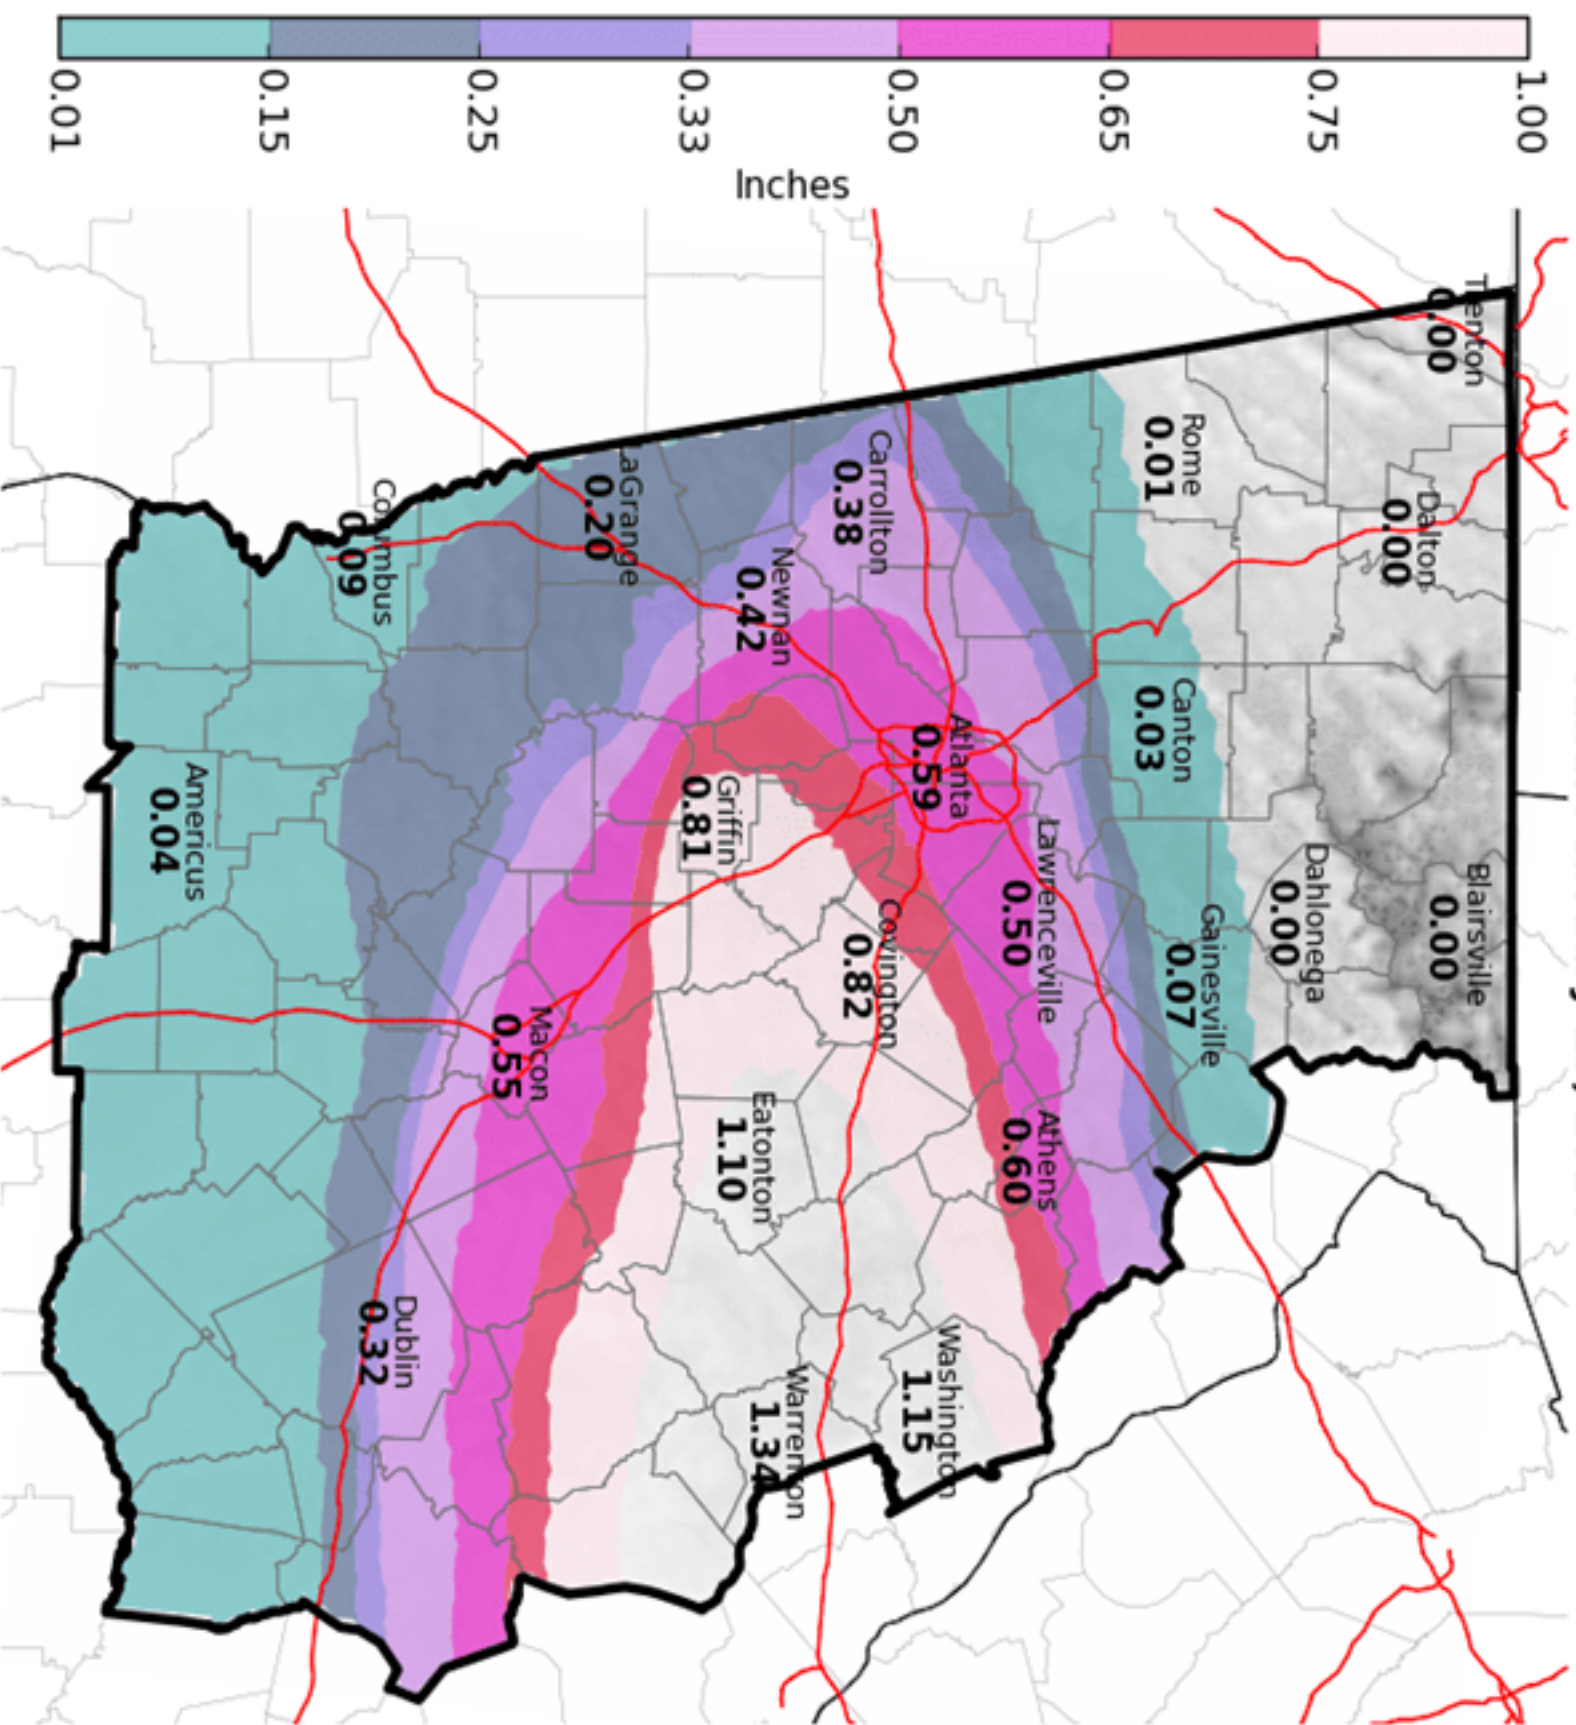 Trenton
0.00
Dalton
0.00
Blairsville
0.00
Dahlonega
0.00
Rome
0.01
Canton
0.03
Gainesville
0.07
Lawrenceville
0.50
Athens
0.60
Atlanta
0.59
Carrollton
0.38
Covington
0.82
Washington
1.15
Newnan
0.42
Griffin
0.81
Eatonton
1.10
Warrenton
1.34
LaGrange
0.20
Macon
0.55
Columbus
0.09
Dublin
0.32
Americus
0.04
0.01
0.15
0.25
0.33
0.50
0.65
0.75
1.00
Inches